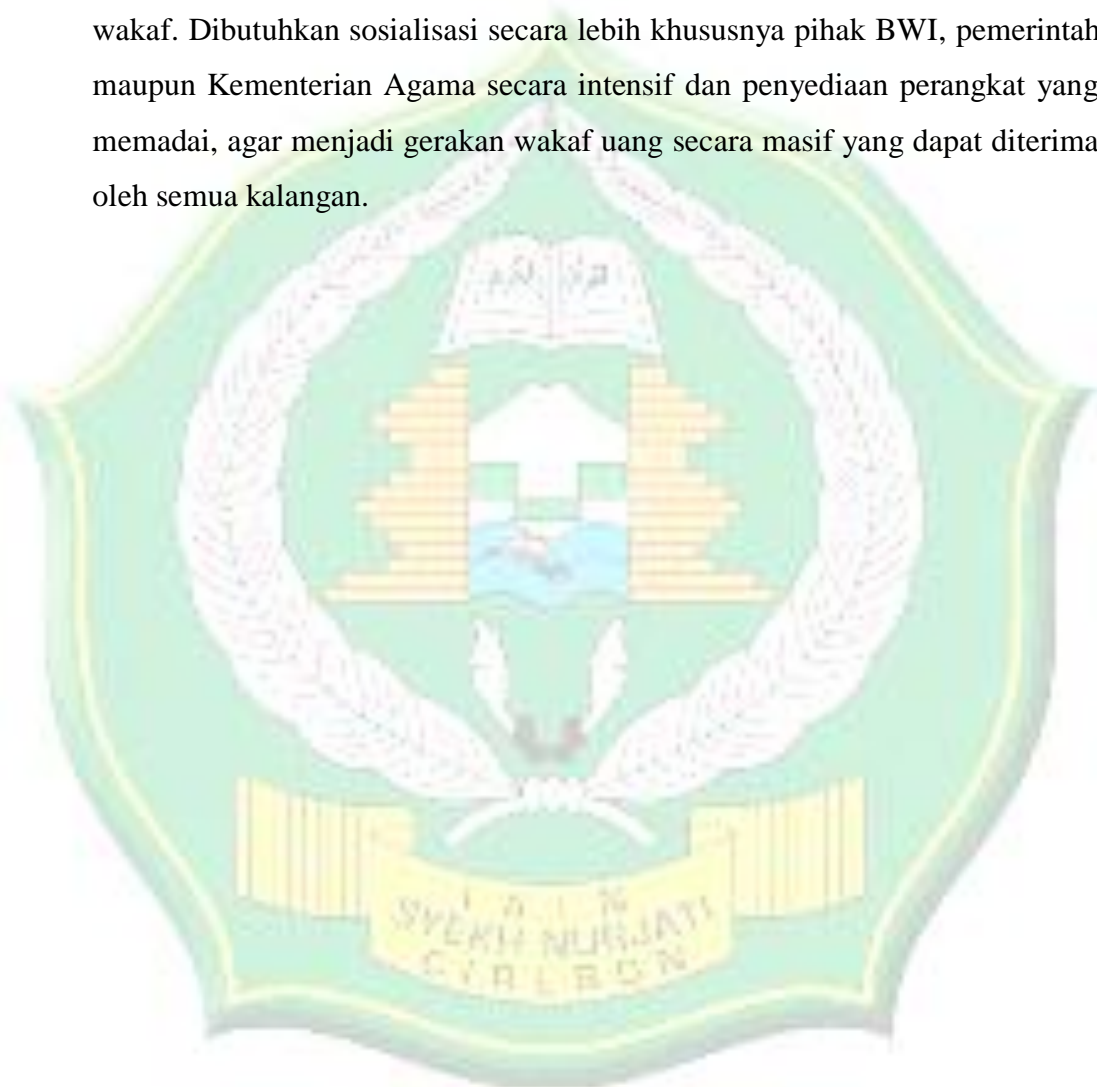 wakaf. Dibutuhkan sosialisasi secara lebih khususnya pihak BWI, pemerintah
maupun Kementerian Agama secara intensif dan penyediaan perangkat yang
memadai, agar menjadi gerakan wakaf uang secara masif yang dapat diterima
oleh semua kalangan.
IAIN
SYEKH NURJATI
CIREBON